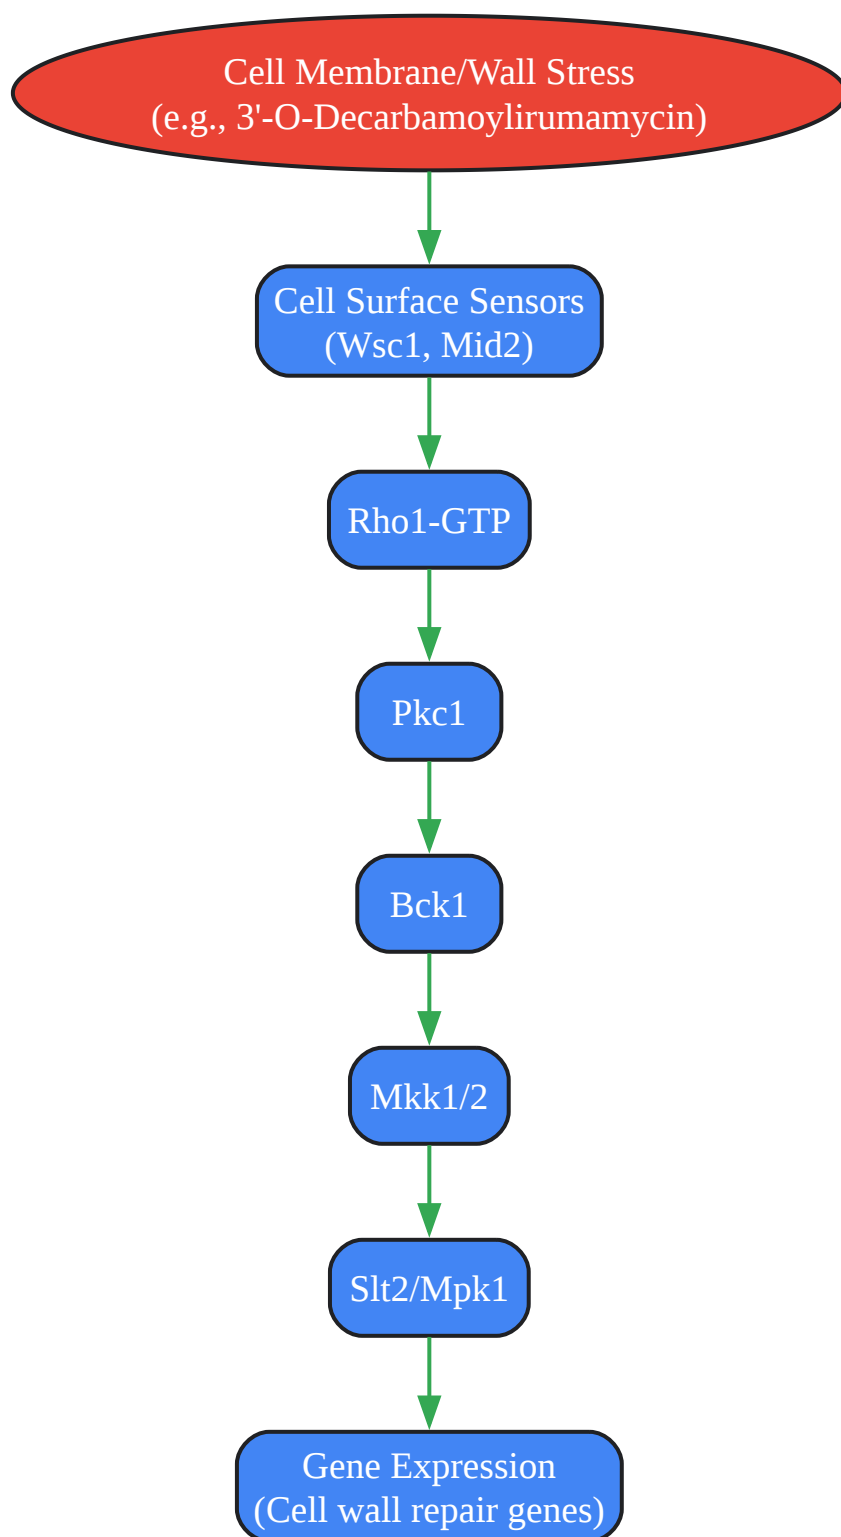 Cell Membrane/Wall Stress
(e.g., 3'-O-Decarbamoylirumamycin)
Cell Surface Sensors
(Wsc1, Mid2)
Rho1-GTP
Pkc1
Bck1
Mkk1/2
Slt2/Mpk1
Gene Expression
(Cell wall repair genes)